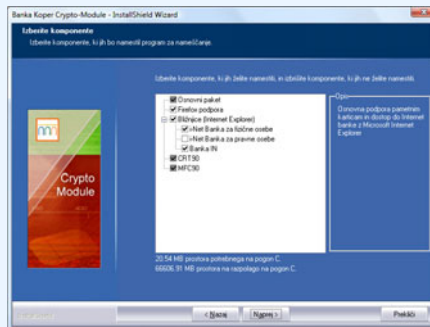 Banka Koper Crypto-Module - InstallShield Wizard
Izberite komponente
Izberite komponente, ki jih bo namestil program za nameščanje.
Izberite komponente, ki jih želite namestiti, in izbrišite komponente, ki jih ne želite namestiti.
Osnovni paket
Firefox podpora
Bližnjice (Internet Explorer)
>Net Banka za fizične osebe
>Net Banka za pravne osebe
Banka IN
CRT90
MFC90
Opis
Osnovna podpora pametnim karticam in dostop do Internet banke z Microsoft Internet Explorer
Crypto
Module
20.54 MB prostora potrebnega na pogon C.
66606.91 MB prostora na razpolago na pogon C.
InstallShield
< Nazaj
Naprej >
Prekliči